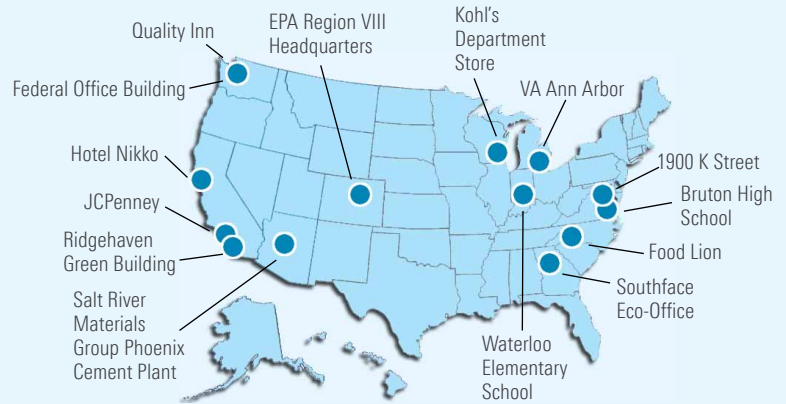 Quality Inn
Federal Office Building
EPA Region VIII
Headquarters
Kohl's
Department
Store
VA Ann Arbor
Hotel Nikko
JCPenney
Ridgehaven
Green Building
Salt River
Materials
Group Phoenix
Cement Plant
1900 K Street
Bruton High
School
Food Lion
Southface
Eco-Office
Waterloo
Elementary
School